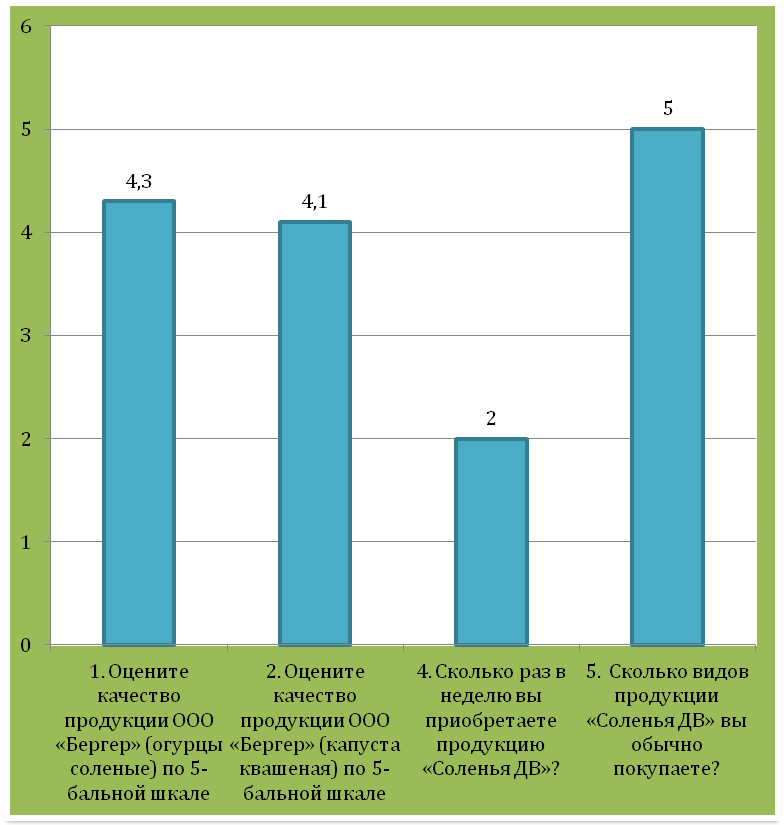 6
5
4
3
2
1
0
4,3
4,1
2
5
1. Оцените
качество
продукции ООО
«Бергер» (огурцы
соленые) по 5-
бальной шкале
2. Оцените
качество
продукции ООО
«Бергер» (капуста
квашеная) по 5-
бальной шкале
4. Сколько раз в
неделю вы
приобретаете
продукцию
«Соленья ДВ»?
5. Сколько видов
продукции
«Соленья ДВ» вы
обычно
покупаете?